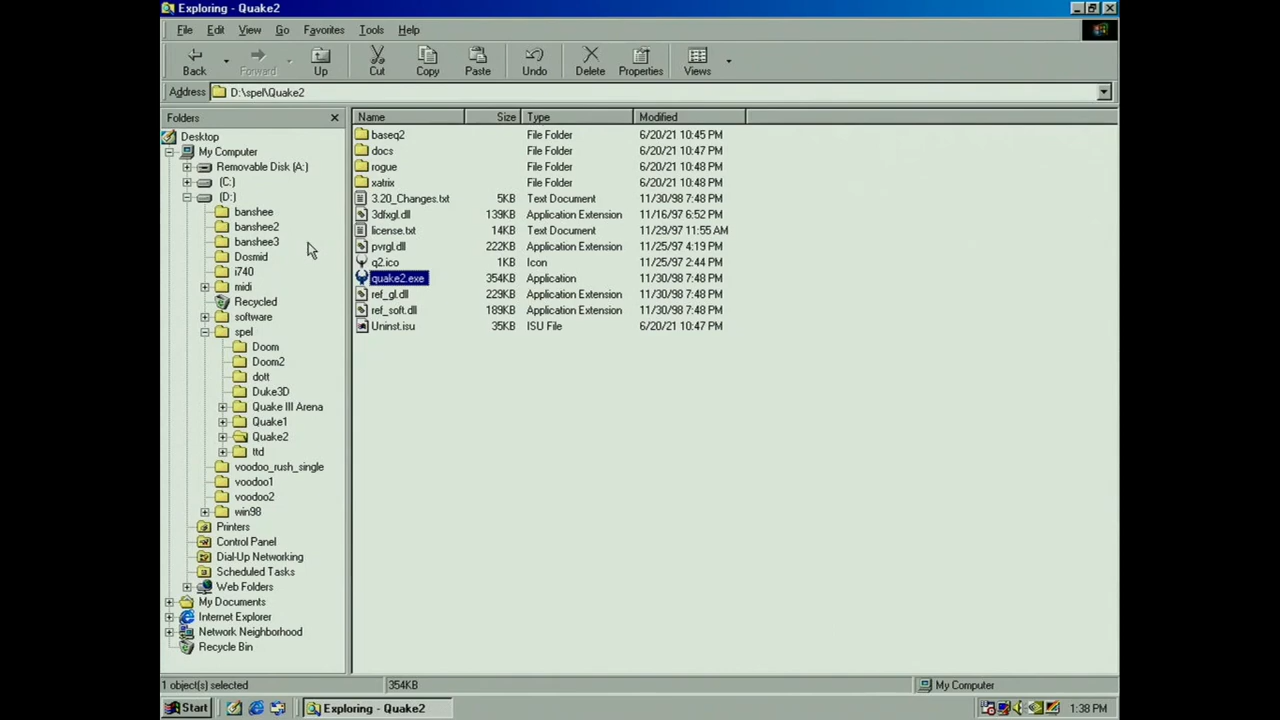 Exploring - Quake2
File Edit View Go Favorites Tools Help
Back Forward Up Cut Copy Paste Undo Delete Properties Views
Address D:\spel\Quake2
Folders
Desktop
My Computer
Removable Disk (A:)
(C:)
(D:)
banshee
banshee2
banshee3
Dosmid
i740
midi
Recycled
software
spel
Doom
Doom2
dott
Duke3D
Quake III Arena
Quake1
Quake2
ttd
voodoo_rush_single
voodoo1
voodoo2
win98
Printers
Control Panel
Dial-Up Networking
Scheduled Tasks
Web Folders
My Documents
Internet Explorer
Network Neighborhood
Recycle Bin
Name Size Type Modified
baseq2 File Folder 6/20/21 10:45 PM
docs File Folder 6/20/21 10:47 PM
rogue File Folder 6/20/21 10:48 PM
xatrix File Folder 6/20/21 10:48 PM
3.20_Changes.txt 5KB Text Document 11/30/98 7:48 PM
3dfxgl.dll 139KB Application Extension 11/16/97 6:52 PM
license.txt 14KB Text Document 11/29/97 11:55 AM
pvrgl.dll 222KB Application Extension 11/25/97 4:19 PM
q2.ico 1KB Icon 11/25/97 2:44 PM
quake2.exe 354KB Application 11/30/98 7:48 PM
ref_gl.dll 229KB Application Extension 11/30/98 7:48 PM
ref_soft.dll 189KB Application Extension 11/30/98 7:48 PM
Uninst.isu 35KB ISU File 6/20/21 10:47 PM
1 object(s) selected 354KB My Computer
Start Exploring - Quake2 1:38 PM